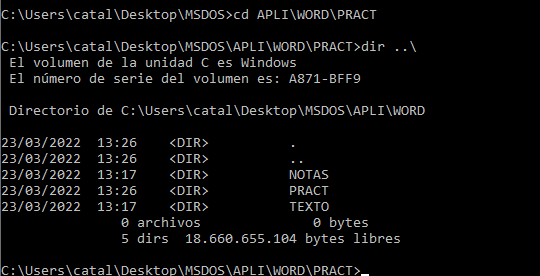 C:\Users\catal\Desktop\MSDOS>cd APLI\WORD\PRACT
C:\Users\catal\Desktop\MSDOS\APLI\WORD\PRACT>dir ..\
El volumen de la unidad C es Windows
El número de serie del volumen es: A871-BFF9
Directorio de C:\Users\catal\Desktop\MSDOS\APLI\WORD
23/03/2022  13:26    <DIR>          .
23/03/2022  13:26    <DIR>          ..
23/03/2022  13:17    <DIR>          NOTAS
23/03/2022  13:26    <DIR>          PRACT
23/03/2022  13:17    <DIR>          TEXTO
0 archivos              0 bytes
5 dirs  18.660.655.104 bytes libres
C:\Users\catal\Desktop\MSDOS\APLI\WORD\PRACT>